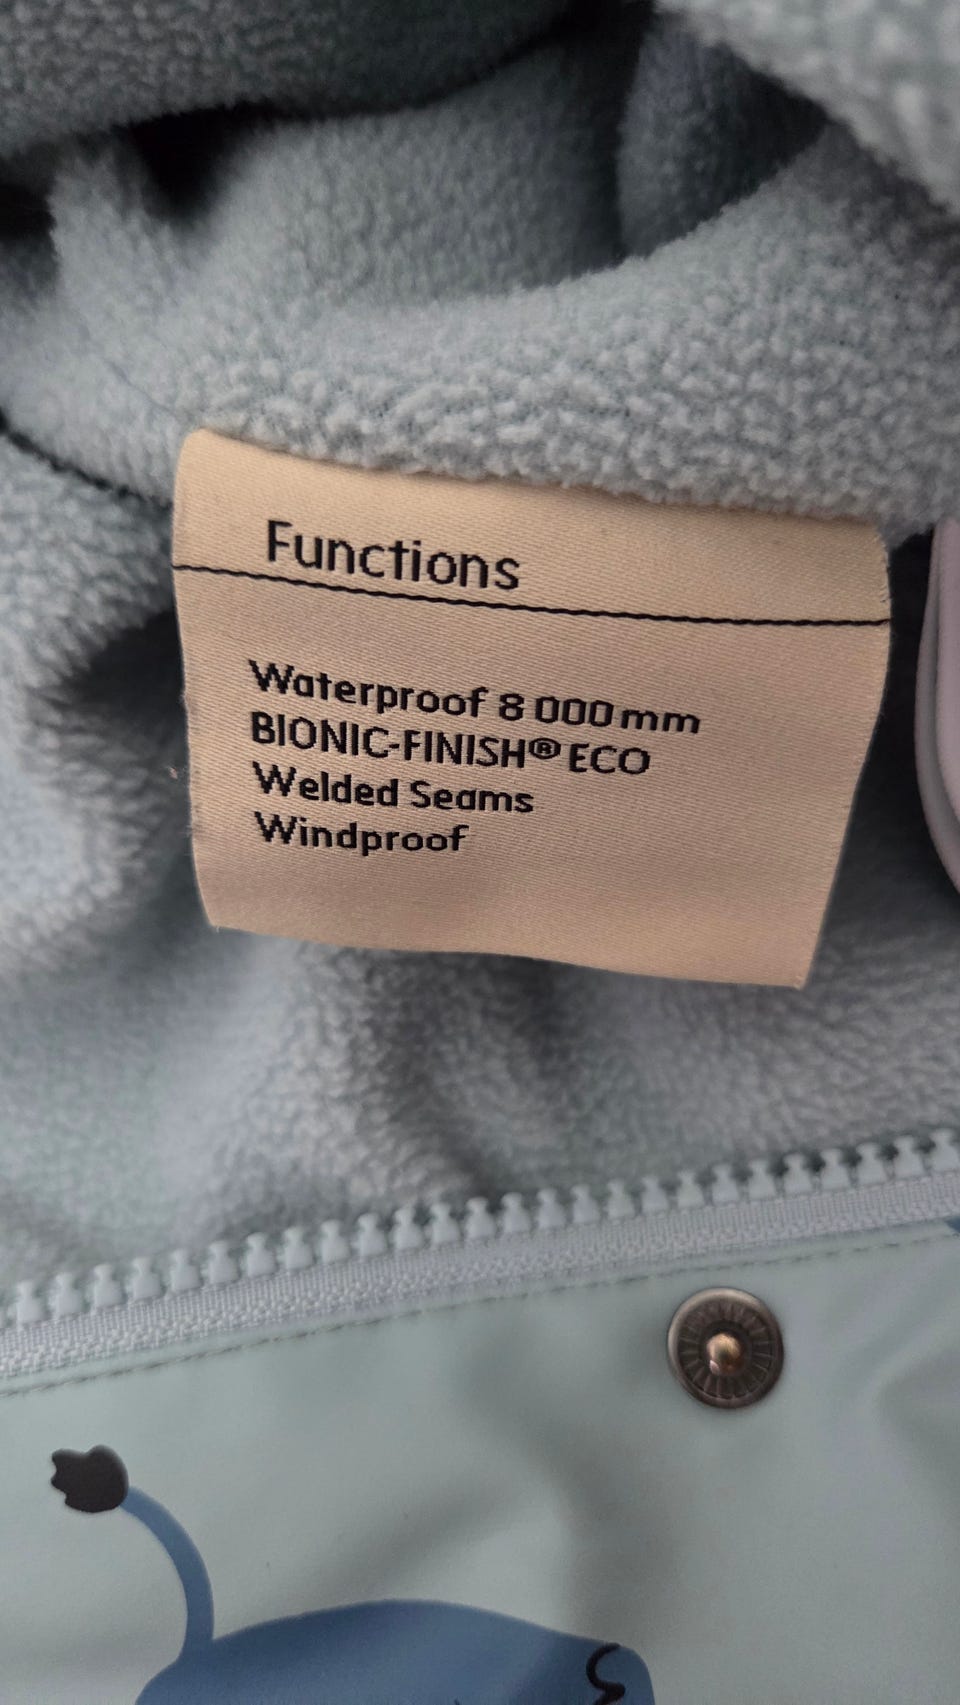 Functions
Waterproof 8 000 mm
BIONIC-FINISH® ECO
Welded Seams
Windproof